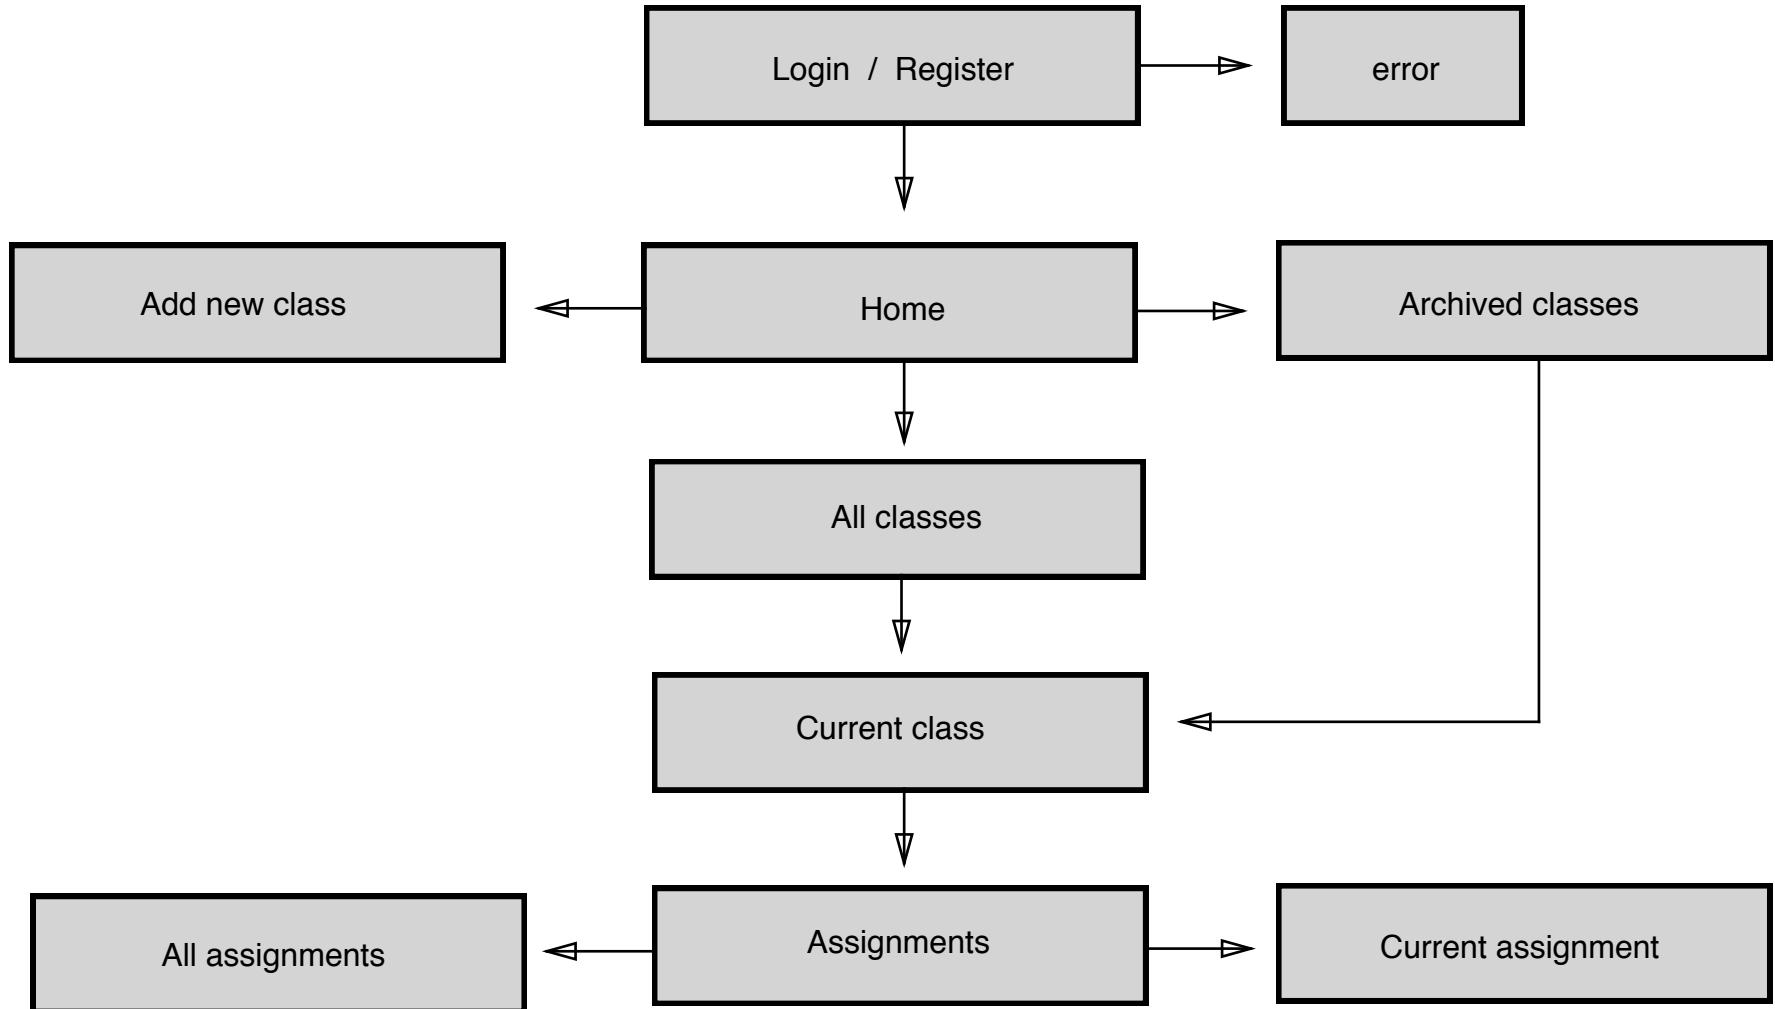 Login / Register
error
Add new class
Home
Archived classes
All classes
Current class
All assignments
Assignments
Current assignment